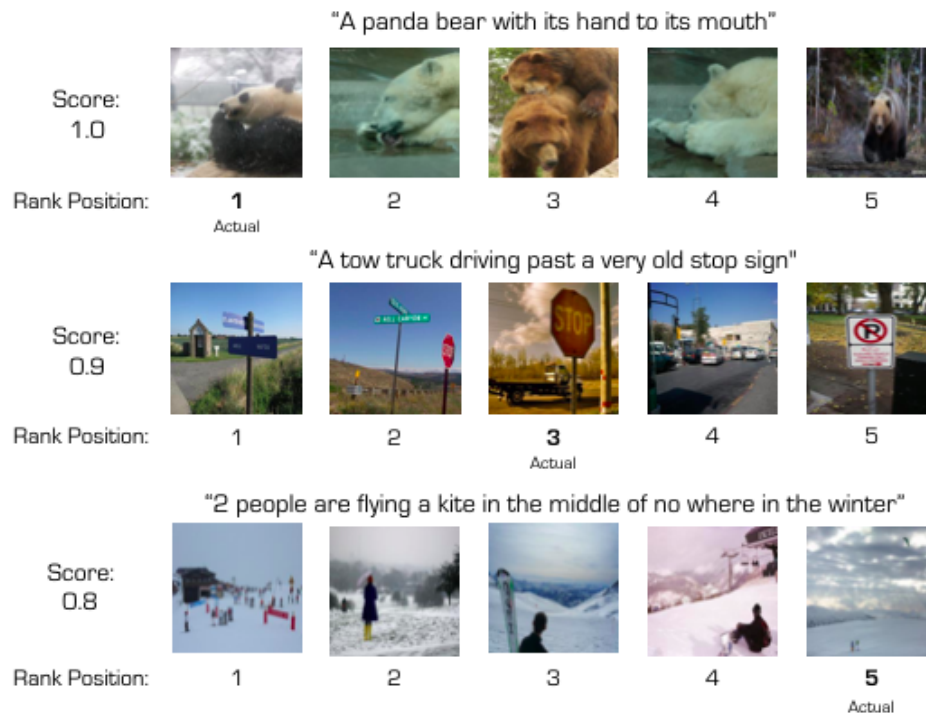 “A panda bear with its hand to its mouth”
Score:
1.0
Rank Position: 1 2 3 4 5
Actual
“A tow truck driving past a very old stop sign"
STOP
Score:
0.9
Rank Position: 1 2 3 4 5
Actual
“2 people are flying a kite in the middle of no where in the winter”
Score:
0.8
Rank Position: 1 2 3 4 5
Actual